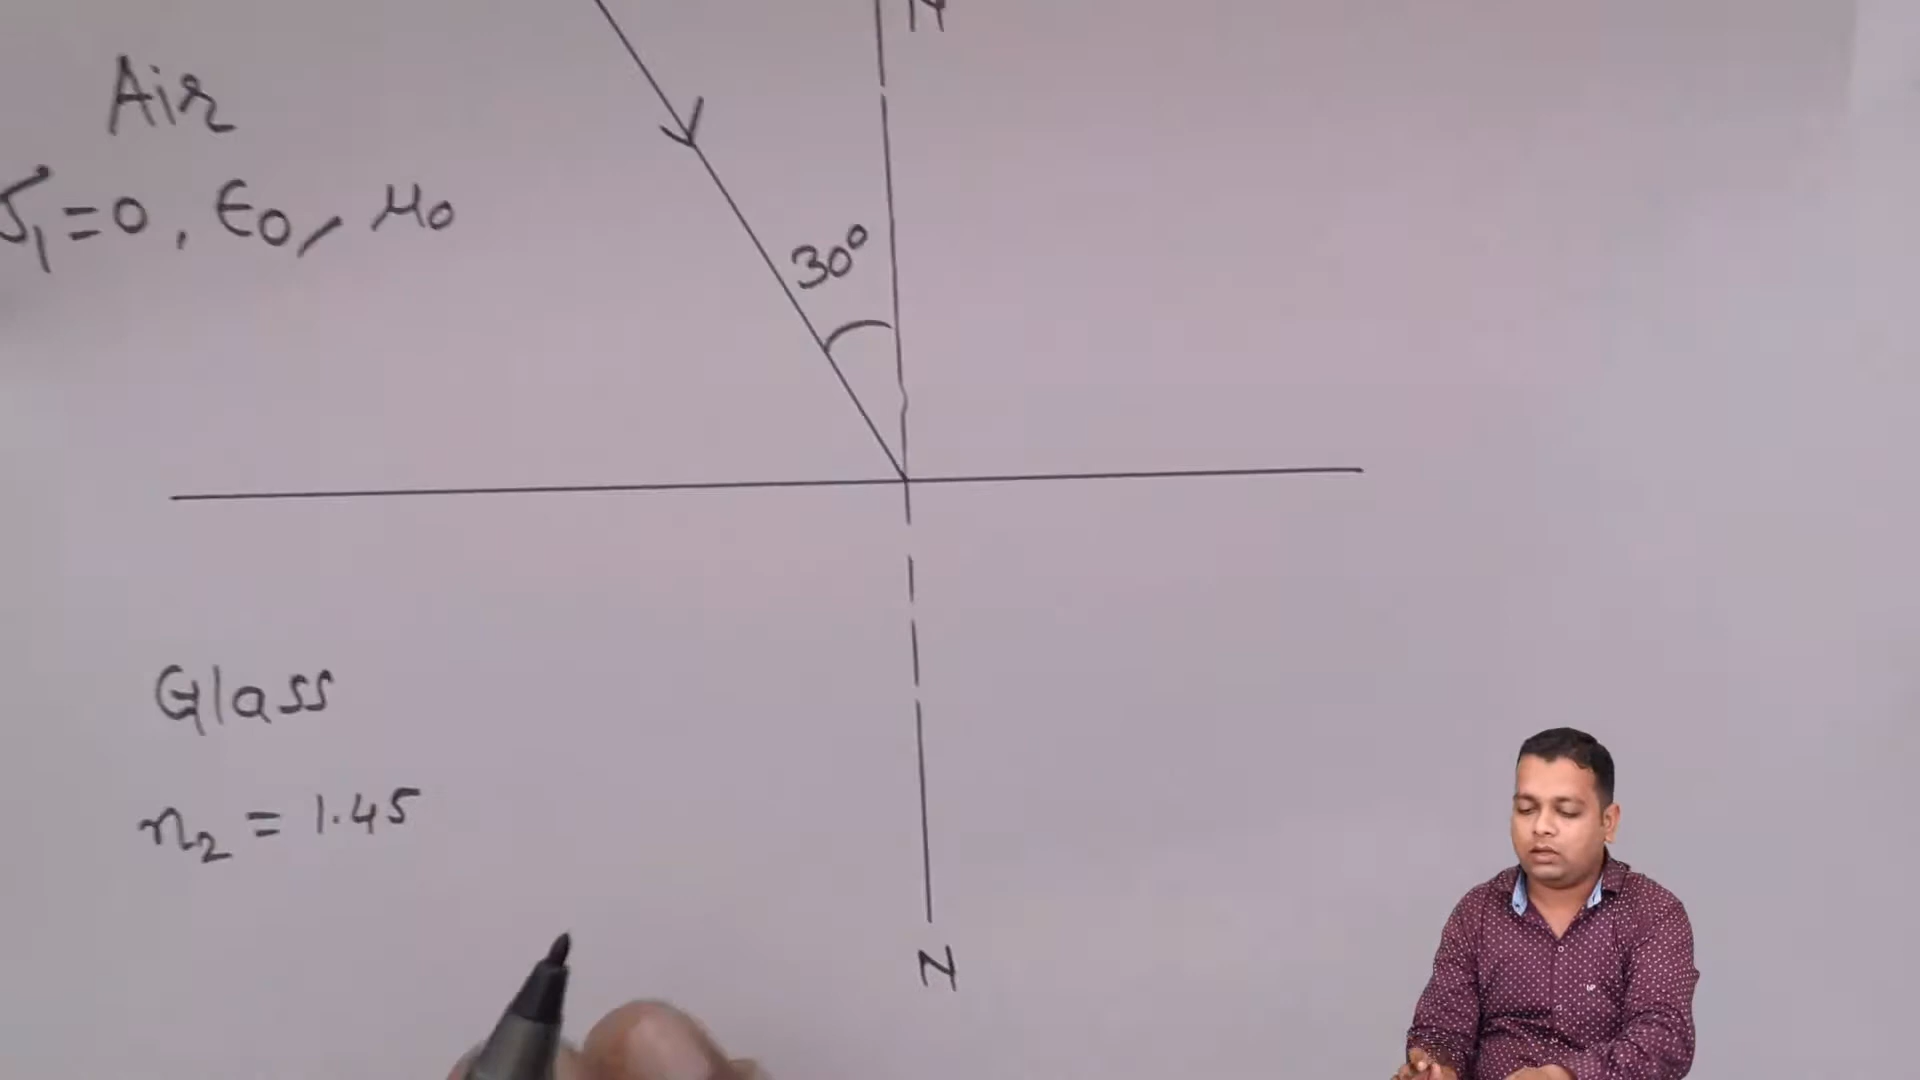 N
Air
σ₁=0, ϵ₀, μ₀
30°
Glass
n₂ = 1.45
N